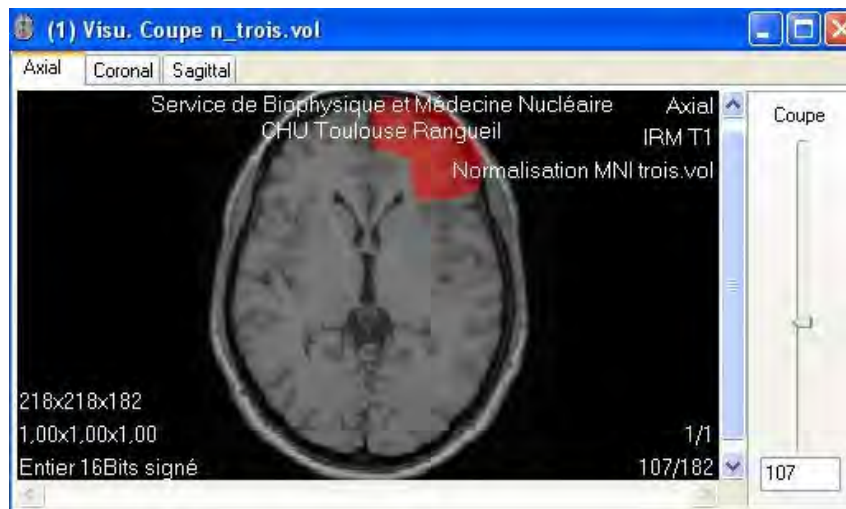 (1) Visu. Coupe n_trois.vol
Axial Coronal Sagittal
Service de Biophysique et Médecine Nucléaire
CHU Toulouse Rangueil
Axial
IRM T1
Normalisation MNI trois.vol
Coupe
218x218x182
1,00x1,00x1,00
Entier 16Bits signé
1/1
107/182
107